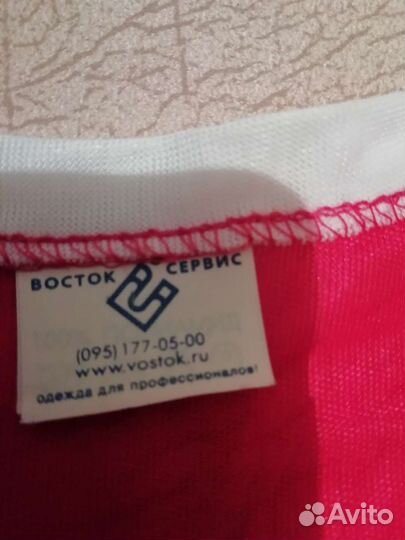 ВОСТОК СЕРВИС
(095) 177-05-00
www.vostok.ru
одежда для профессионалов!
Avito